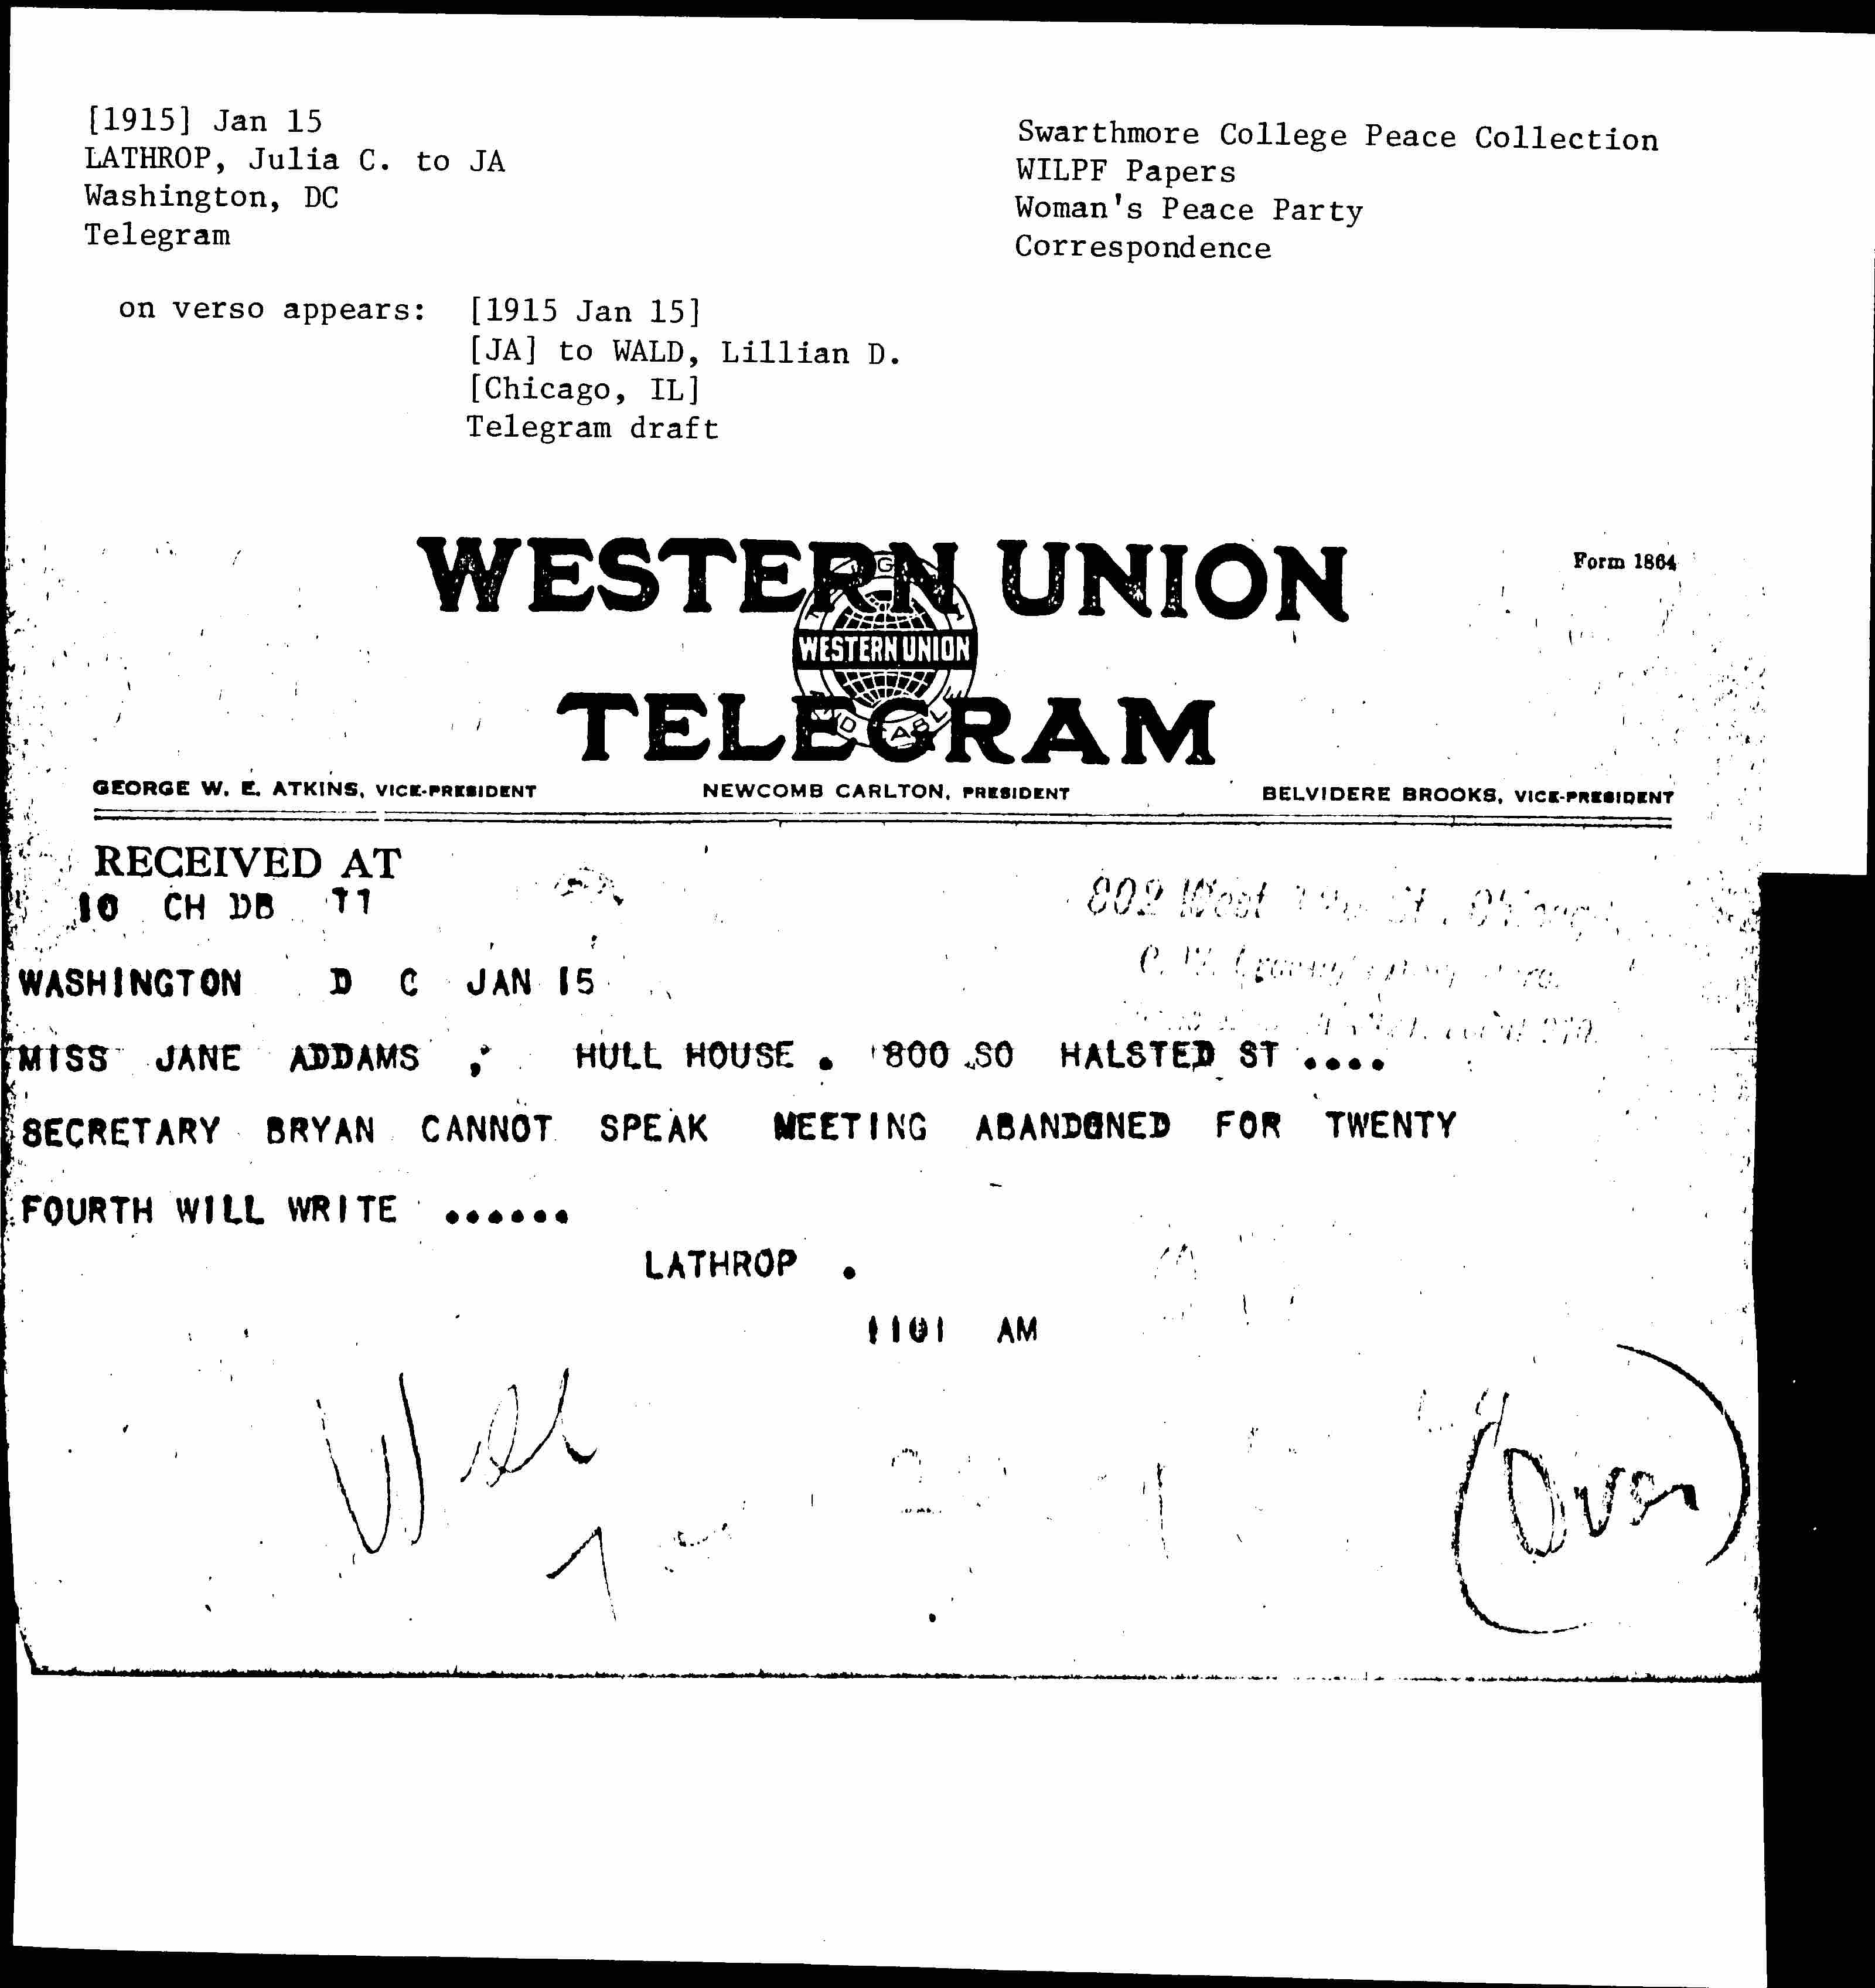 [1915] Jan 15
LATHROP, Julia C. to JA
Washington, DC
Telegram
Swarthmore College Peace Collection
WILPF Papers
Woman's Peace Party
Correspondence
on verso appears: [1915 Jan 15]
[JA] to WALD, Lillian D.
[Chicago, IL]
Telegram draft
WESTERN UNION
Form 1864
WESTERN UNION
TELEGRAM
GEORGE W. E. ATKINS, VICE-PRESIDENT NEWCOMB CARLTON, PRESIDENT BELVIDERE BROOKS, VICE-PRESIDENT
RECEIVED AT
802 West
10 CH DB 11
WASHINGTON D C JAN 15
MISS JANE ADDAMS , HULL HOUSE . 800 SO HALSTED ST ....
SECRETARY BRYAN CANNOT SPEAK MEETING ABANDONED FOR TWENTY
FOURTH WILL WRITE ......
LATHROP .
1101 AM
(Over)